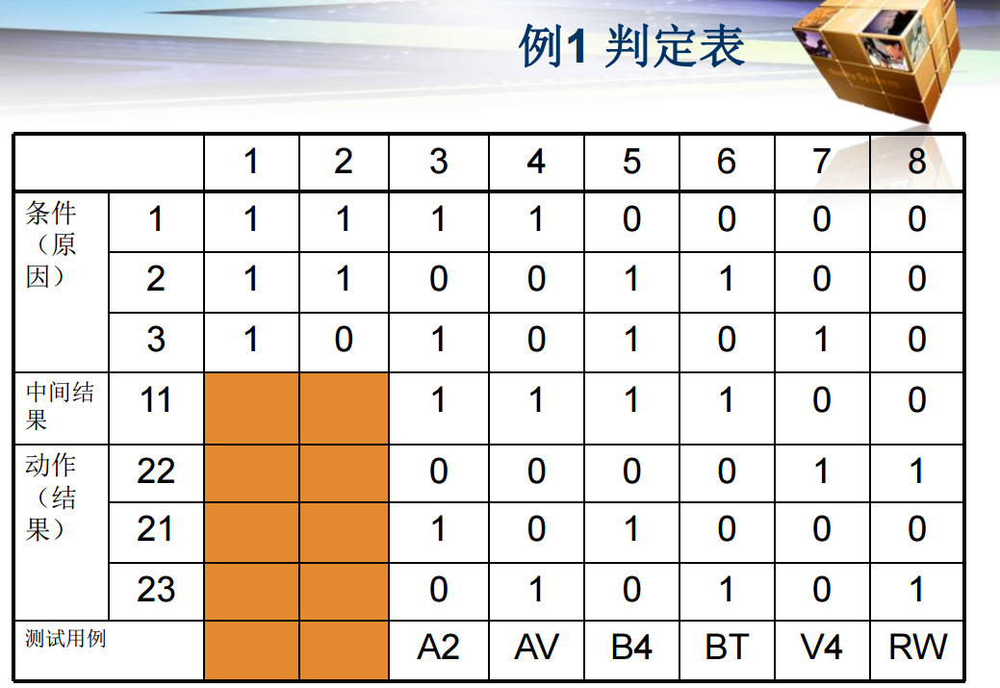 例1 判定表
1 2 3 4 5 6 7 8
条件
（原
因）
1 1 1 1 1 0 0 0 0
2 1 1 0 0 1 1 0 0
3 1 0 1 0 1 0 1 0
中间结
果
11 1 1 1 1 0 0
动作
（结
果）
22 0 0 0 0 1 1
21 1 0 1 0 0 0
23 0 1 0 1 0 1
测试用例 A2 AV B4 BT V4 RW